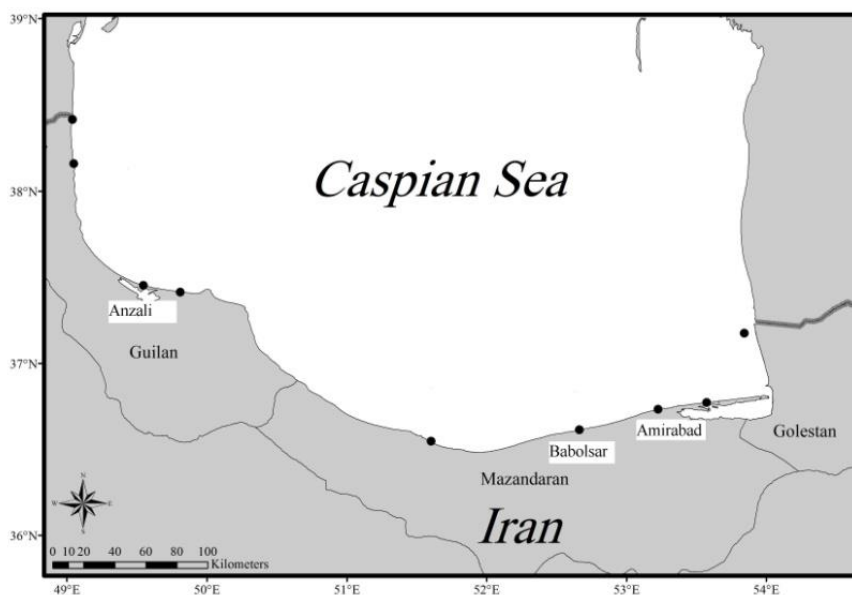 39°N
Caspian Sea
38°N
Anzali
Guilan
37°N
Amirabad
Golestan
Babolsar
Mazandaran
Iran
N
W E
S
36°N
0 10 20 40 60 80 100
Kilometers
49°E 50°E 51°E 52°E 53°E 54°E